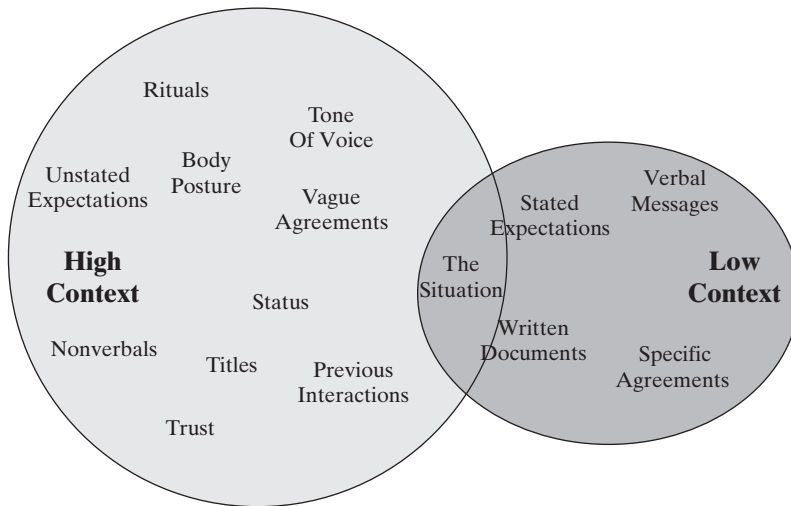 Rituals
Tone
Of Voice
Unstated
Expectations
Body
Posture
Vague
Agreements
High
Context
Status
Nonverbals
Titles
Previous
Interactions
Trust
The
Situation
Stated
Expectations
Verbal
Messages
Low
Context
Written
Documents
Specific
Agreements